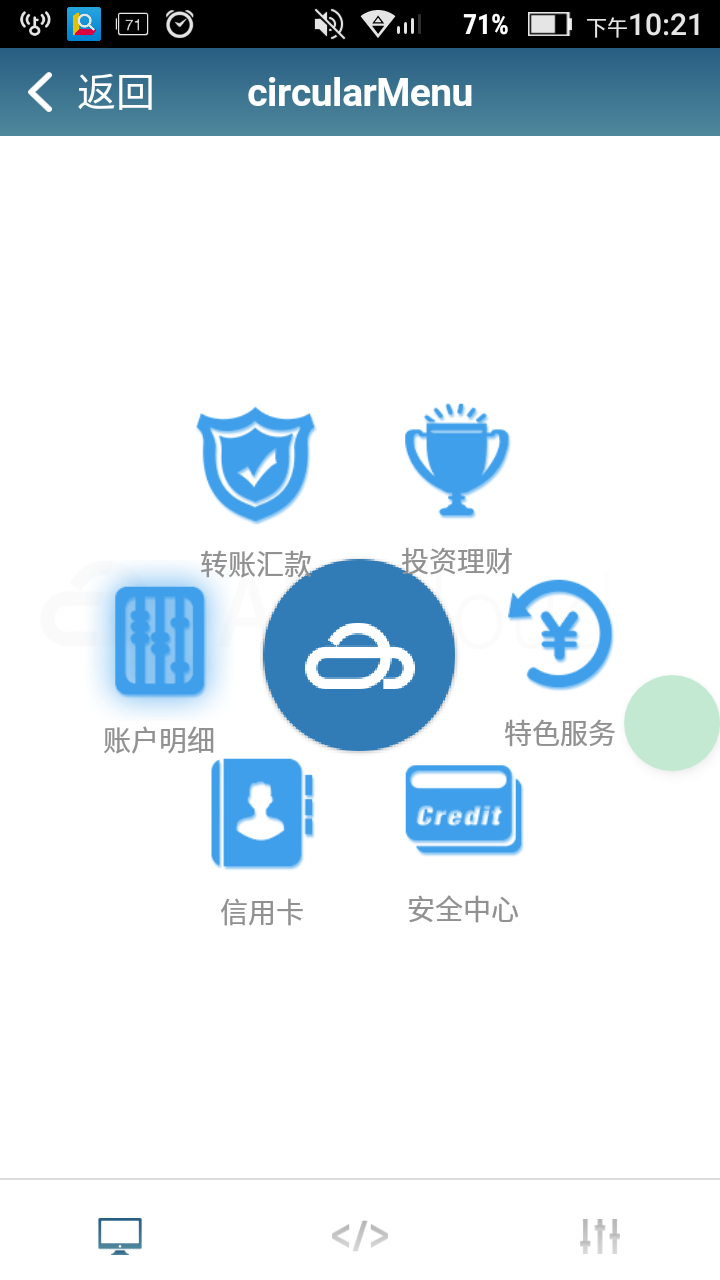 71
71%
下午10:21
返回
circularMenu
转账汇款
投资理财
账户明细
特色服务
Credit
信用卡
安全中心